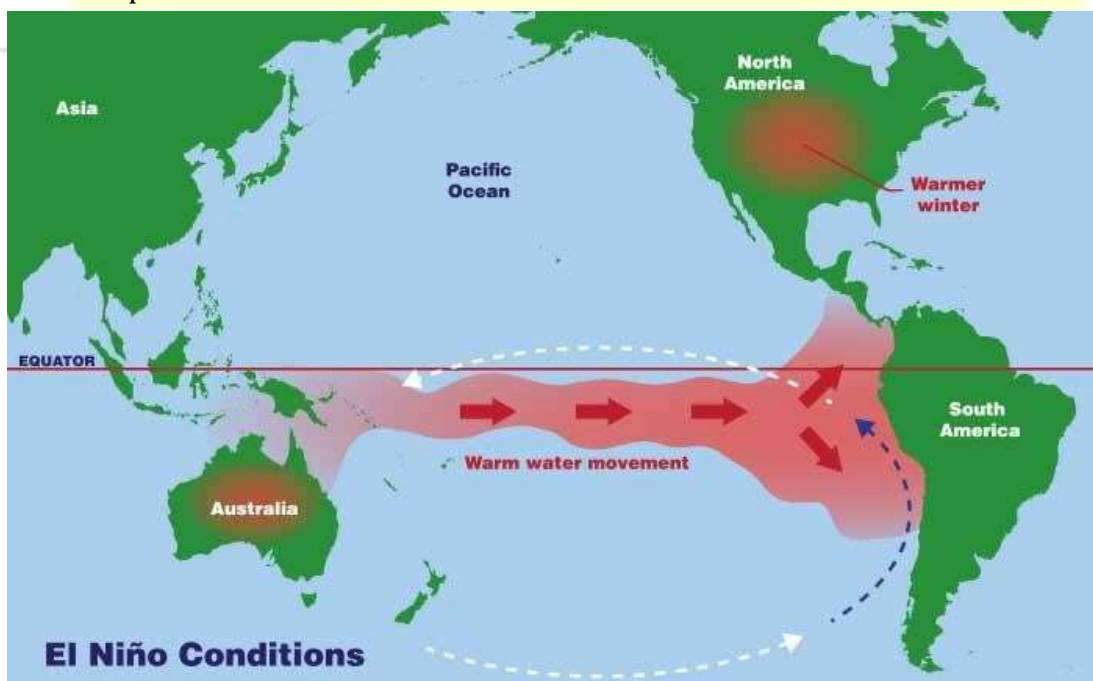 North
America
Asia
Pacific
Ocean
Warmer
winter
EQUATOR
South
America
Warm water movement
Australia
El Niño Conditions